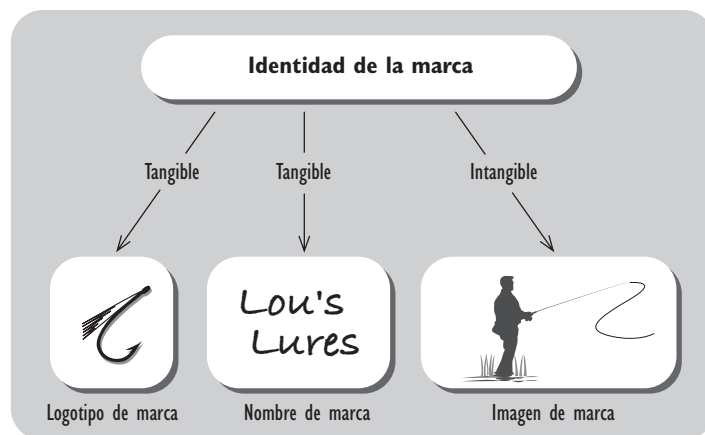 Identidad de la marca
Tangible
Tangible
Intangible
Lou's
Lures
Logotipo de marca
Nombre de marca
Imagen de marca